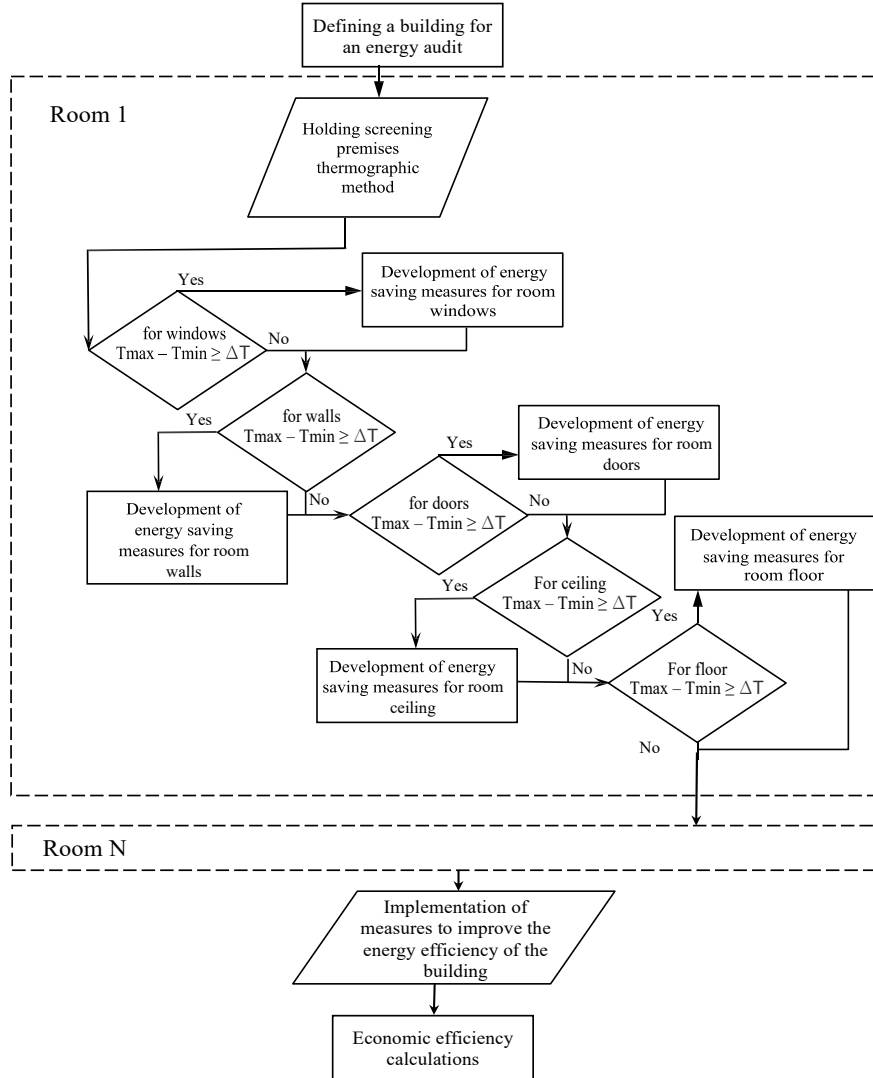 Defining a building for
an energy audit
Room 1
Holding screening
premises
thermographic
method
Yes
Development of energy
saving measures for room
windows
for windows
Tmax – Tmin ≥ ΔT
No
for walls
Tmax – Tmin ≥ ΔT
Yes
No
Development of
energy saving
measures for room
walls
Yes
Development of energy
saving measures for room
doors
for doors
Tmax – Tmin ≥ ΔT
No
Development of energy
saving measures for
room floor
For ceiling
Tmax – Tmin ≥ ΔT
Yes
No
Development of energy
saving measures for room
ceiling
Yes
For floor
Tmax – Tmin ≥ ΔT
No
Room N
Implementation of
measures to improve the
energy efficiency of the
building
Economic efficiency
calculations